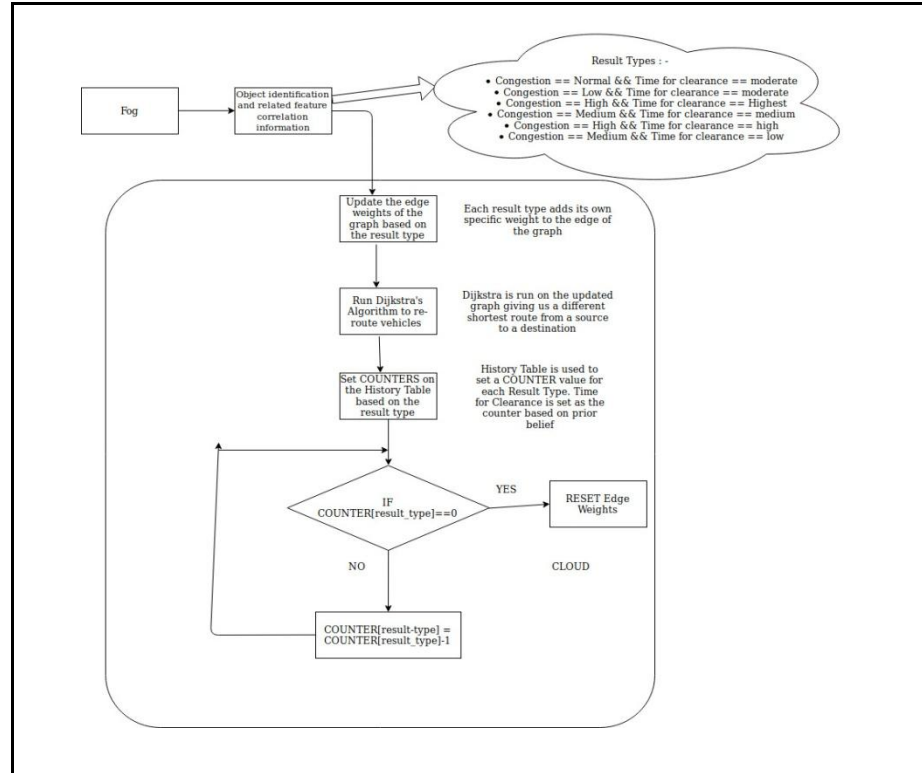 Fog
Object identification
and related feature
correlation
information
Result Types : -
• Congestion == Normal && Time for clearance == moderate
• Congestion == Low && Time for clearance == moderate
• Congestion == High && Time for clearance == Highest
• Congestion == Medium && Time for clearance == medium
• Congestion == High && Time for clearance == high
• Congestion == Medium && Time for clearance == low
Update the edge
weights of the
graph based on
the result type
Each result type adds its own
specific weight to the edge of
the graph
Run Dijkstra's
Algorithm to re-
route vehicles
Dijkstra is run on the updated
graph giving us a different
shortest route from a source
to a destination
Set COUNTERS on
the History Table
based on the
result type
History Table is used to
set a COUNTER value for
each Result Type. Time
for Clearance is set as the
counter based on prior
belief
IF
COUNTER[result_type]==0
YES
RESET Edge
Weights
NO
CLOUD
COUNTER[result-type] =
COUNTER[result_type]-1